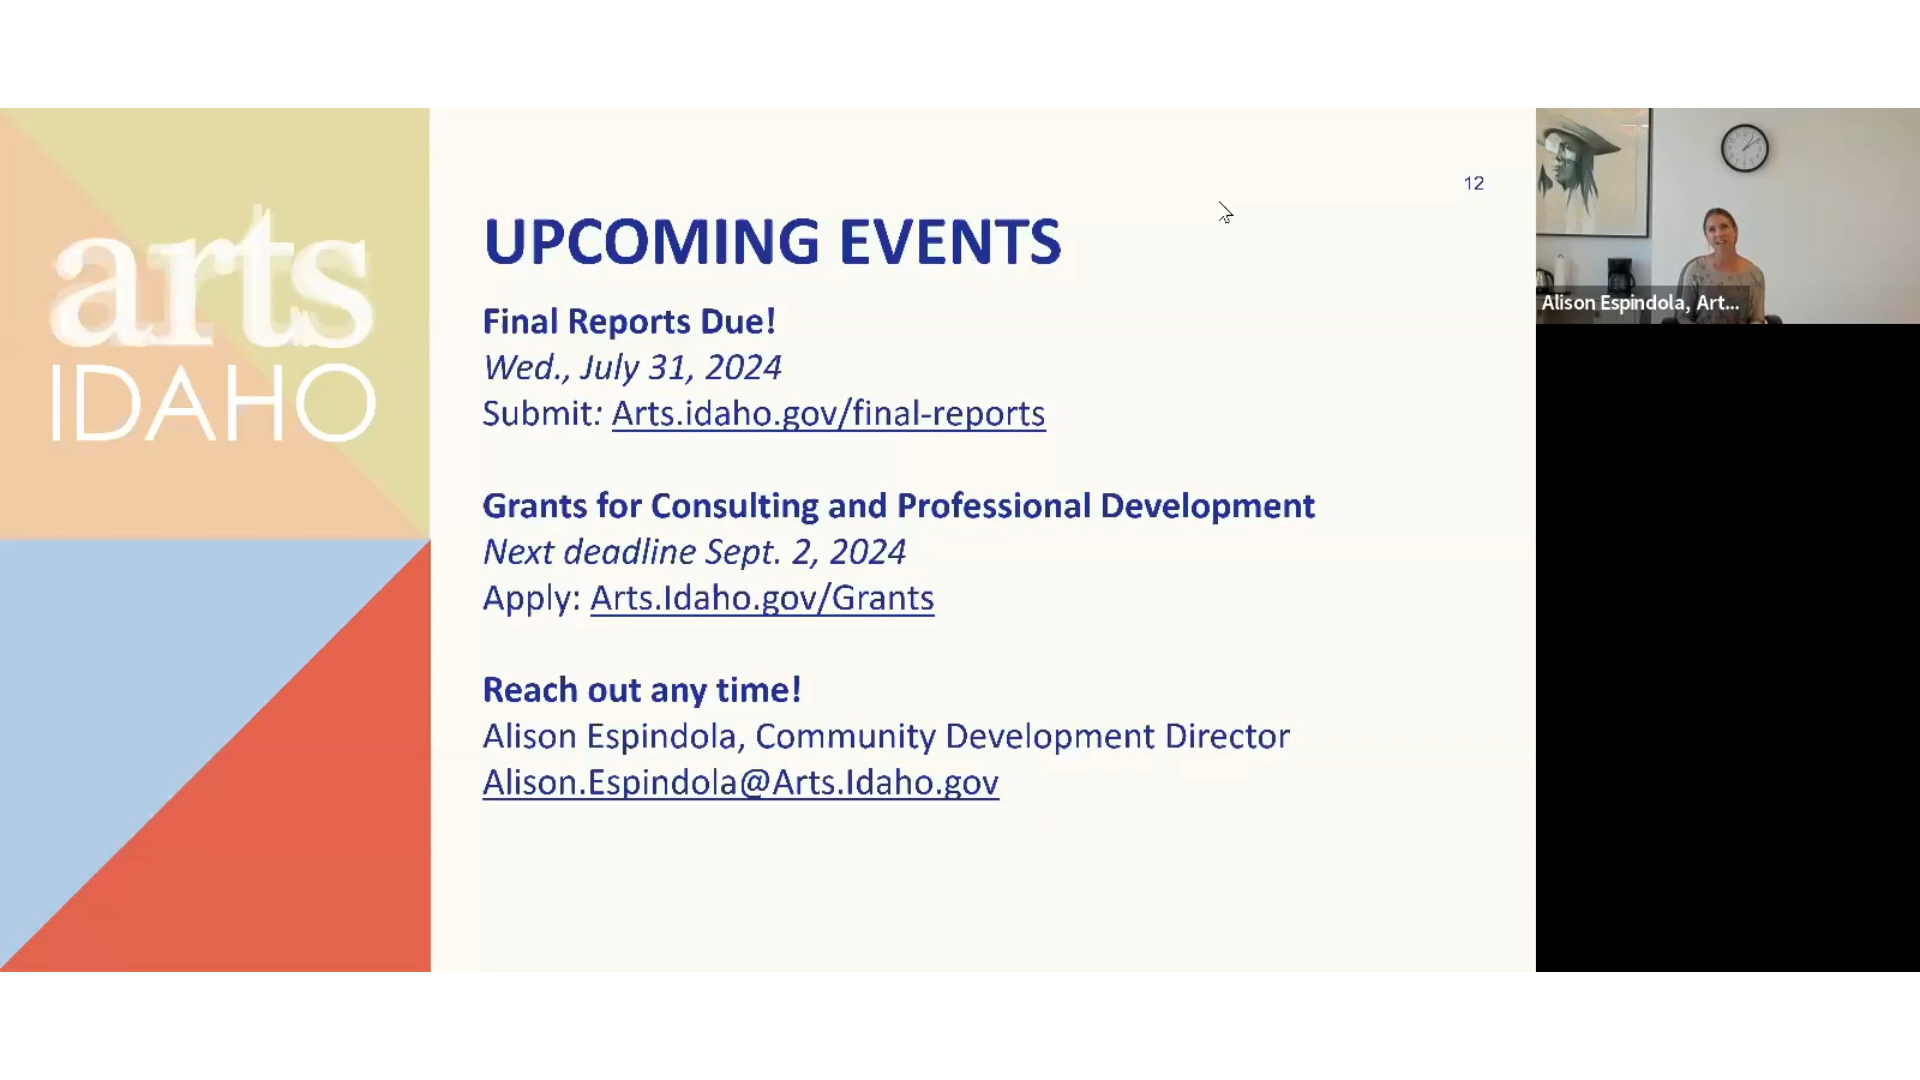 arts
IDAHO
12
UPCOMING EVENTS
Final Reports Due!
Wed., July 31, 2024
Submit: Arts.idaho.gov/final-reports
Grants for Consulting and Professional Development
Next deadline Sept. 2, 2024
Apply: Arts.Idaho.gov/Grants
Reach out any time!
Alison Espindola, Community Development Director
Alison.Espindola@Arts.Idaho.gov
Alison Espindola, Art...